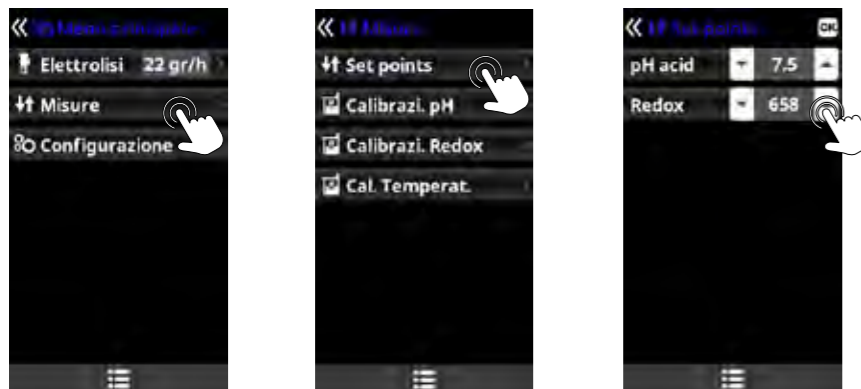 Elettrolisi 22 gr/h
Misure
Configurazione
Set points
Calibrazi. pH
Calibrazi. Redox
Cal. Temperat.
OK
pH acid 7.5
Redox 658